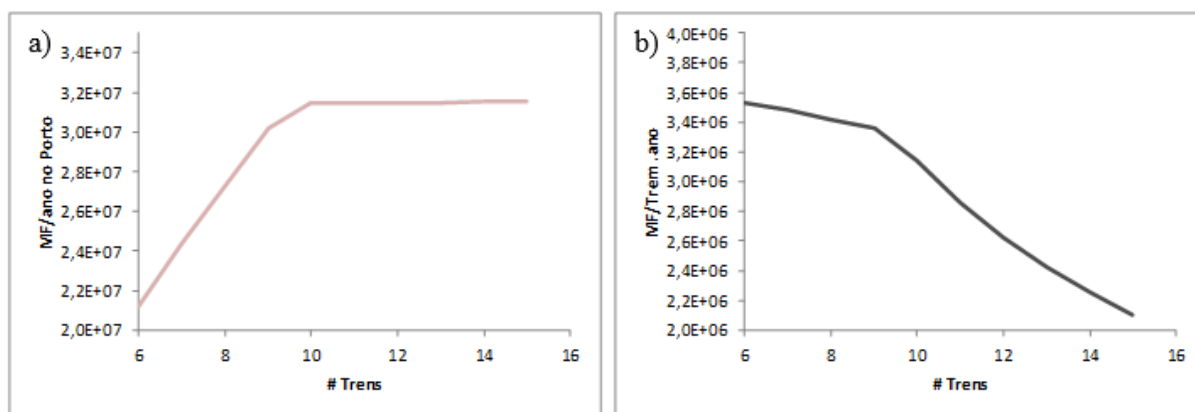 a)
MF/ano no Porto
3,4E+07
3,2E+07
3,0E+07
2,8E+07
2,6E+07
2,4E+07
2,2E+07
2,0E+07
6 8 10 12 14 16
# Trens
b)
MF/Trem .ano
4,0E+06
3,8E+06
3,6E+06
3,4E+06
3,2E+06
3,0E+06
2,8E+06
2,6E+06
2,4E+06
2,2E+06
2,0E+06
6 8 10 12 14 16
# Trens